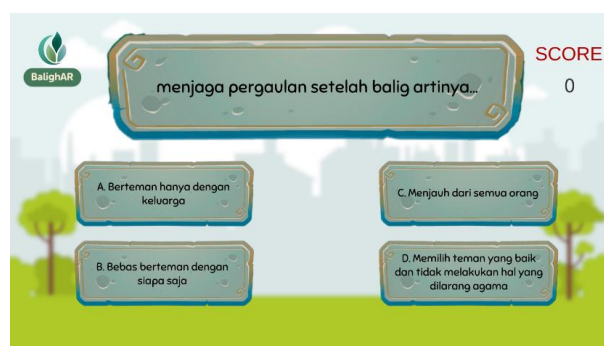 BalighAR
menjaga pergaulan setelah balig artinya...
SCORE
0
A. Berteman hanya dengan
keluarga
C. Menjauh dari semua orang
B. Bebas berteman dengan
siapa saja
D. Memilih teman yang baik
dan tidak melakukan hal yang
dilarang agama